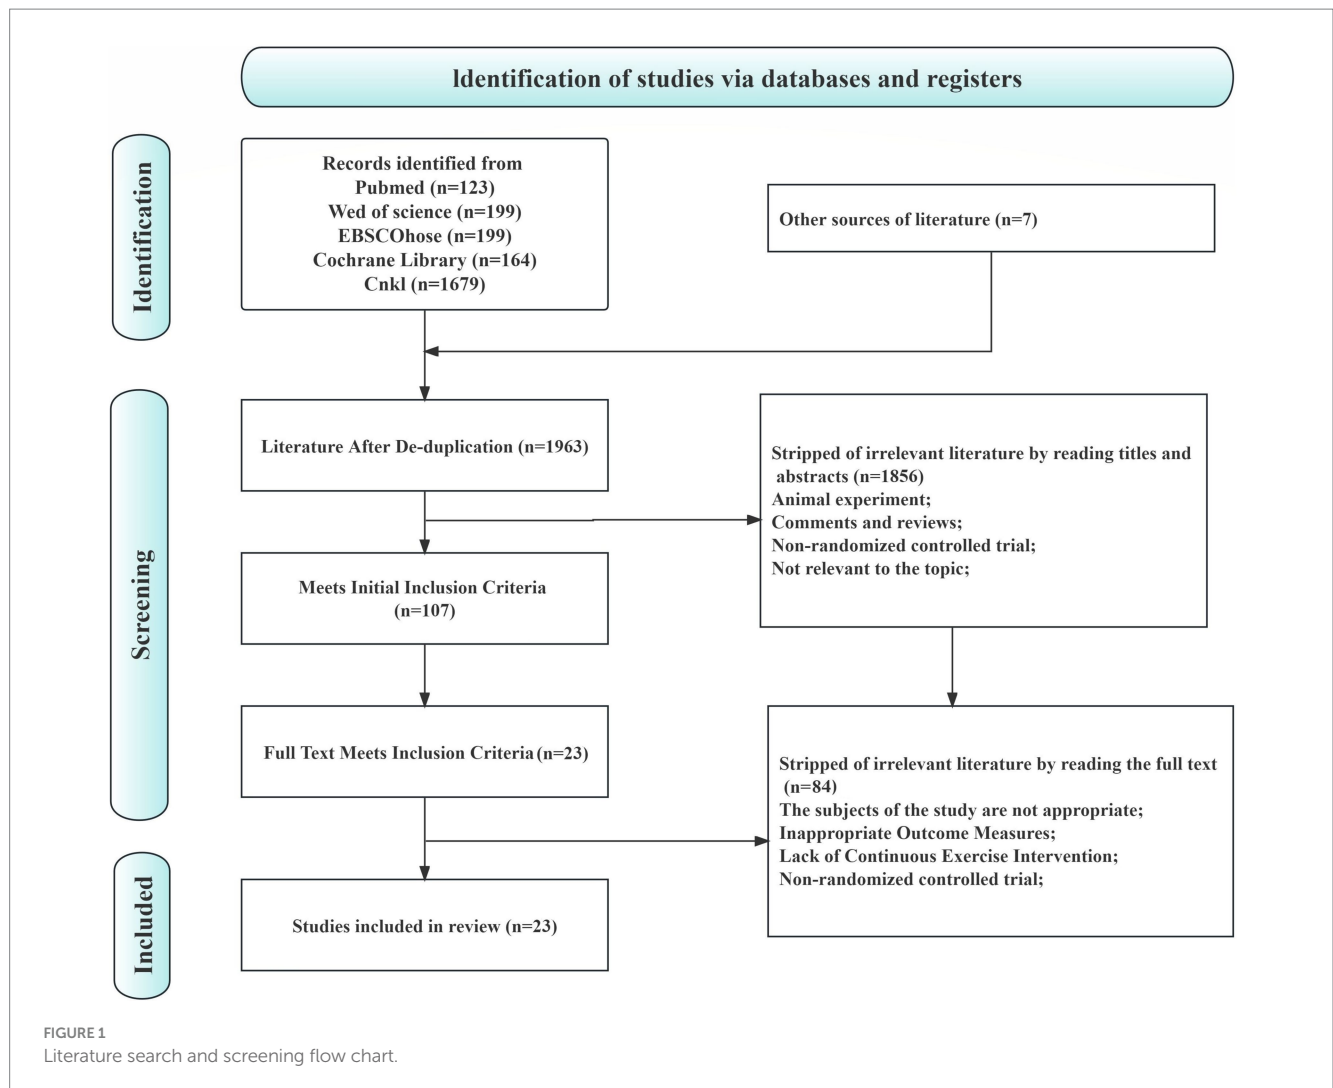 Identification of studies via databases and registers
Identification
Records identified from
Pubmed (n=123)
Wed of science (n=199)
EBSCOhose (n=199)
Cochrane Library (n=164)
Cnkl (n=1679)
Other sources of literature (n=7)
Screening
Literature After De-duplication (n=1963)
Stripped of irrelevant literature by reading titles and
abstracts (n=1856)
Animal experiment;
Comments and reviews;
Non-randomized controlled trial;
Not relevant to the topic;
Meets Initial Inclusion Criteria
(n=107)
Full Text Meets Inclusion Criteria (n=23)
Stripped of irrelevant literature by reading the full text
(n=84)
The subjects of the study are not appropriate;
Inappropriate Outcome Measures;
Lack of Continuous Exercise Intervention;
Non-randomized controlled trial;
Included
Studies included in review (n=23)
FIGURE 1
Literature search and screening flow chart.